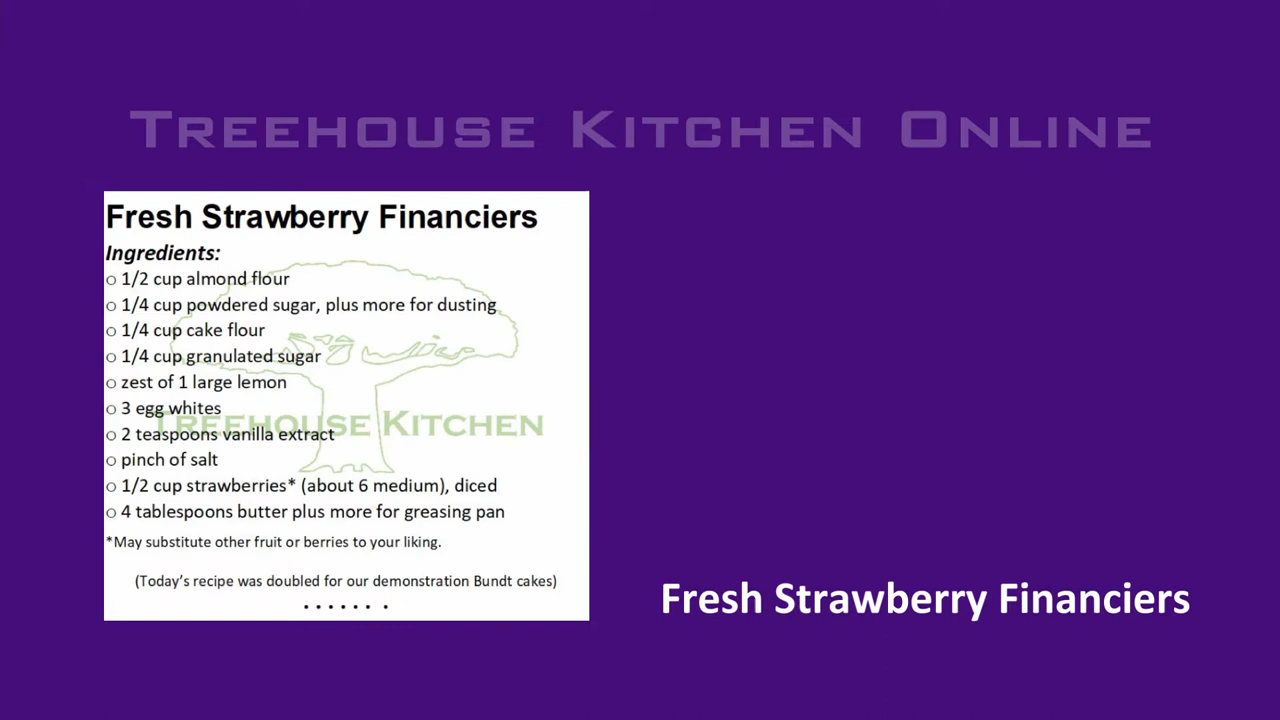 TREEHOUSE KITCHEN ONLINE
Fresh Strawberry Financiers
Ingredients:
○ 1/2 cup almond flour
○ 1/4 cup powdered sugar, plus more for dusting
○ 1/4 cup cake flour
○ 1/4 cup granulated sugar
○ zest of 1 large lemon
○ 3 egg whites
TREEHOUSE KITCHEN
○ 2 teaspoons vanilla extract
○ pinch of salt
○ 1/2 cup strawberries* (about 6 medium), diced
○ 4 tablespoons butter plus more for greasing pan
*May substitute other fruit or berries to your liking.
(Today's recipe was doubled for our demonstration Bundt cakes)
. . . . . . .
Fresh Strawberry Financiers